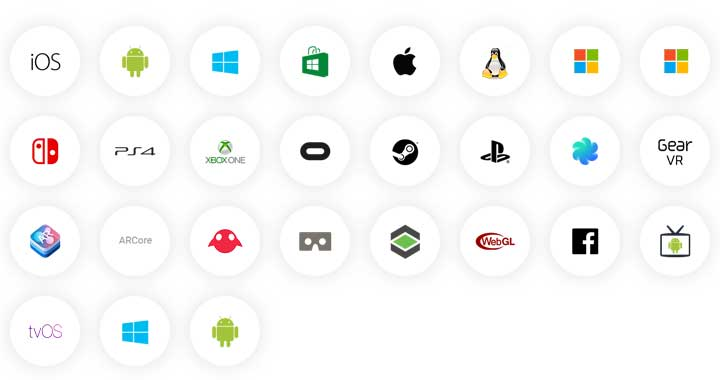 iOS
PS4
XBOX ONE
Gear
VR
ARCore
WebGL
f
tvOS